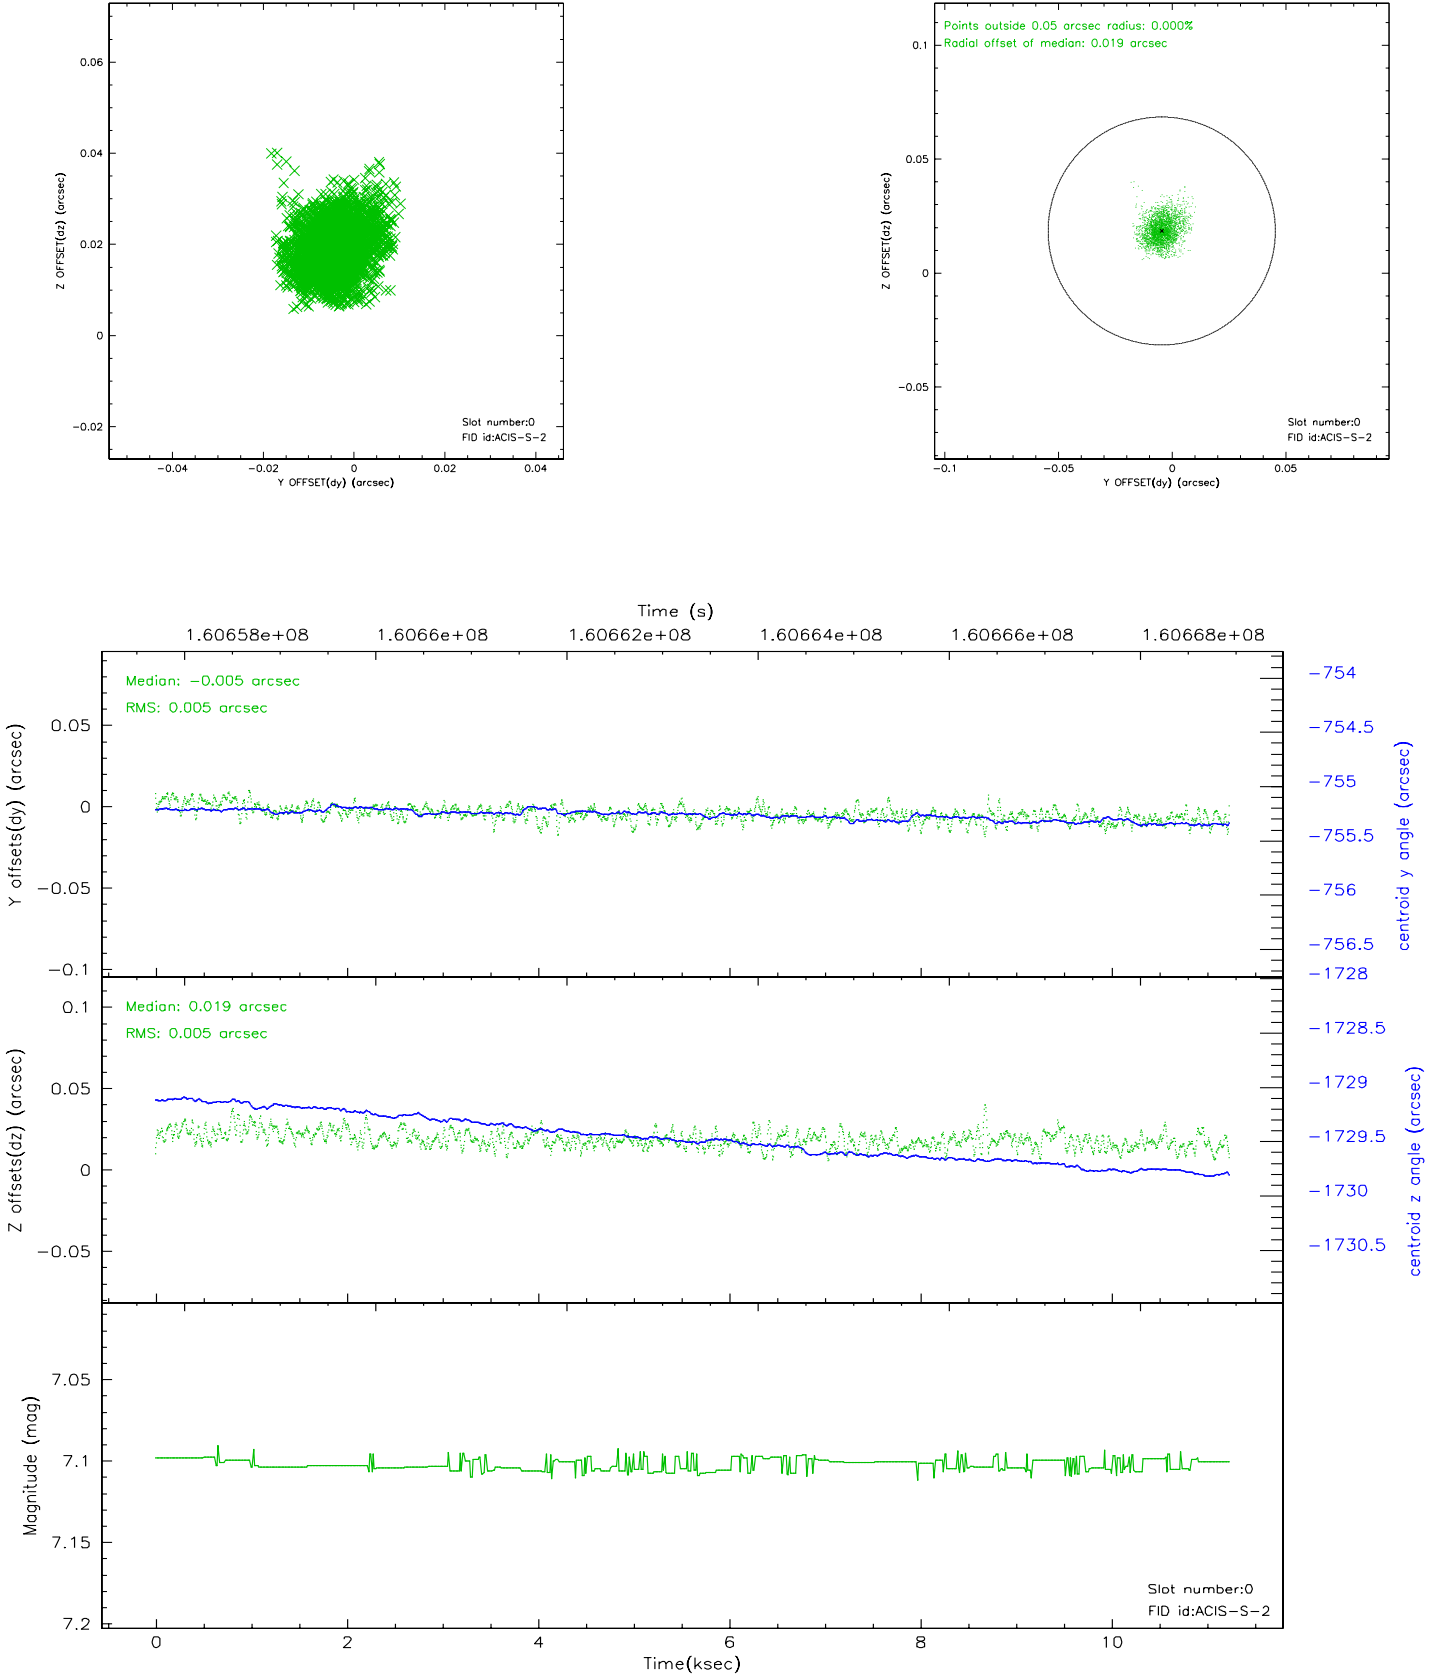 0.06
0.04
0.02
0
−0.02
Z OFFSET(dz) (arcsec)
Slot number:0
FID id:ACIS−S−2
−0.04 −0.02 0 0.02 0.04
Y OFFSET(dy) (arcsec)
Points outside 0.05 arcsec radius: 0.000%
Radial offset of median: 0.019 arcsec
0.1
0.05
0
−0.05
Z OFFSET(dz) (arcsec)
Slot number:0
FID id:ACIS−S−2
−0.1 −0.05 0 0.05
Y OFFSET(dy) (arcsec)
Time (s)
1.60658e+08 1.6066e+08 1.60662e+08 1.60664e+08 1.60666e+08 1.60668e+08
Median: −0.005 arcsec
RMS: 0.005 arcsec
0.05
0
−0.05
−0.1
Y offsets(dy) (arcsec)
−754
−754.5
−755
−755.5
−756
−756.5
centroid y angle (arcsec)
Median: 0.019 arcsec
RMS: 0.005 arcsec
0.1
0.05
0
−0.05
Z offsets(dz) (arcsec)
−1728
−1728.5
−1729
−1729.5
−1730
−1730.5
centroid z angle (arcsec)
7.05
7.1
7.15
7.2
Magnitude (mag)
Slot number:0
FID id:ACIS−S−2
0 2 4 6 8 10
Time(ksec)